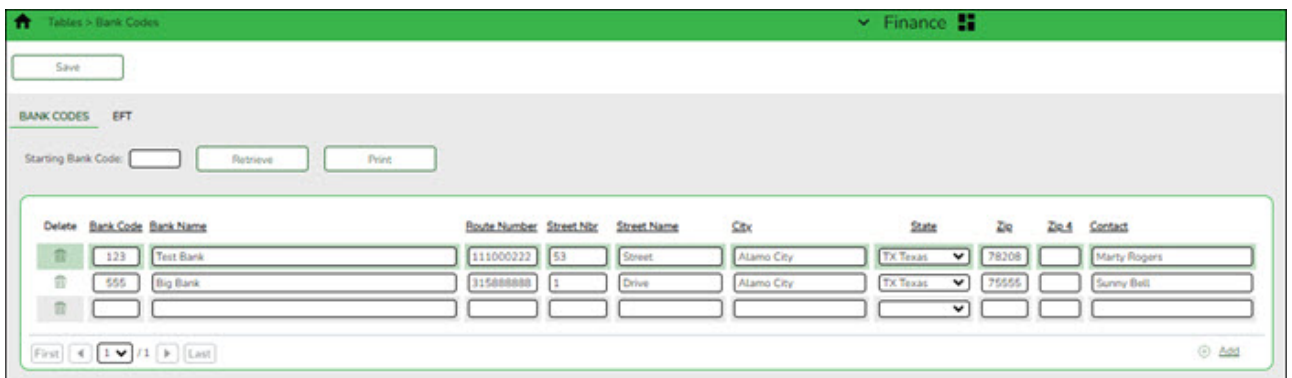 Tables > Bank Codes
Finance
Save
BANK CODES EFT
Starting Bank Code: Retrieve Print
Delete Bank Code Bank Name Route Number Street Nbr Street Name City State Zip Zip 4 Contact
123 Test Bank 111000222 53 Street Alamo City TX Texas 78208 Marty Rogers
555 Big Bank 315888888 1 Drive Alamo City TX Texas 75555 Sunny Bell
First 1 / 1 Last
Add